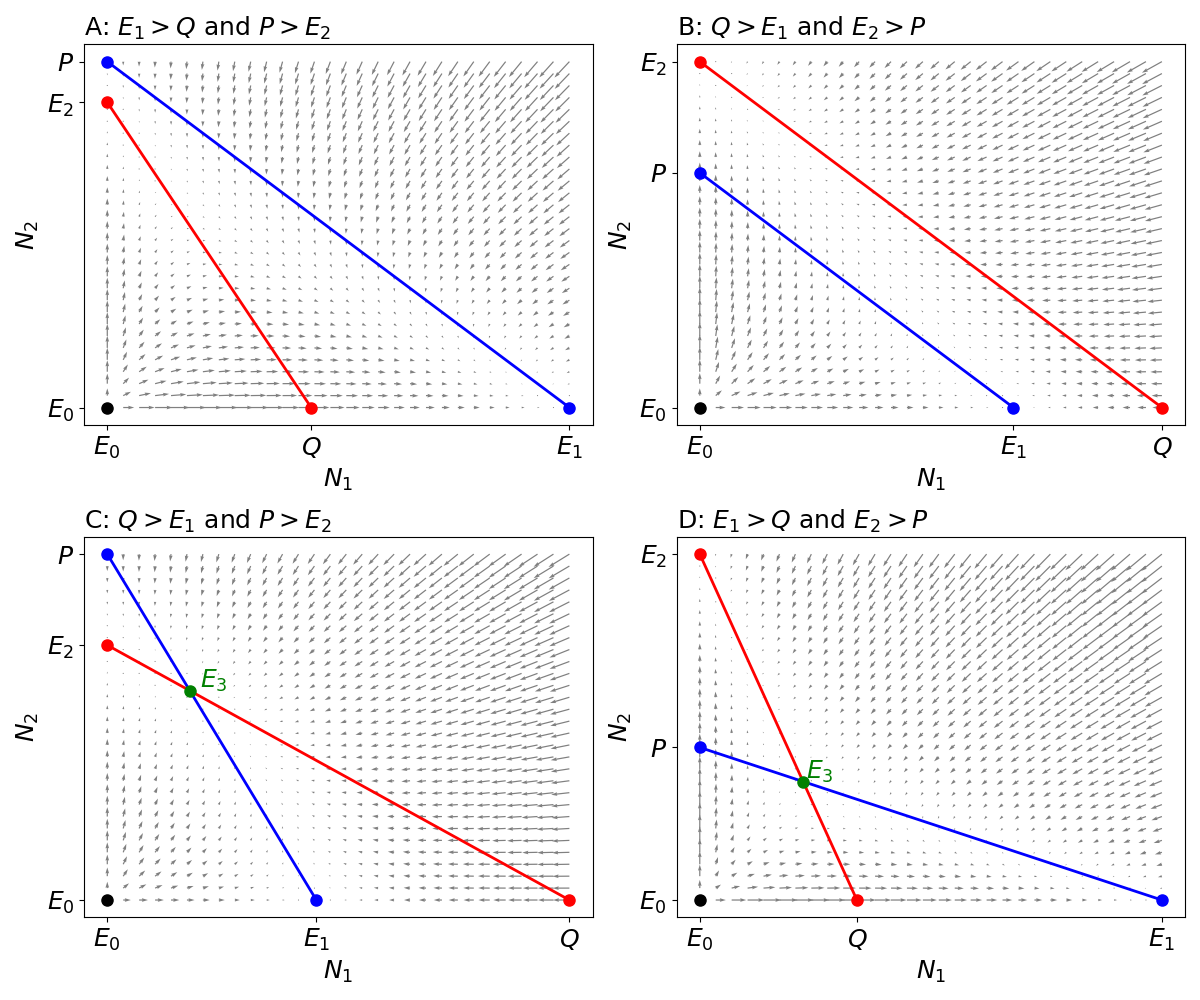 A: E₁ > Q and P > E₂
P
E₂
E₀
N₂
E₀ Q E₁
N₁
B: Q > E₁ and E₂ > P
E₂
P
E₀
N₂
E₀ E₁ Q
N₁
C: Q > E₁ and P > E₂
P
E₂
E₃
E₀
N₂
E₀ E₁ Q
N₁
D: E₁ > Q and E₂ > P
E₂
P
E₃
E₀
N₂
E₀ Q E₁
N₁